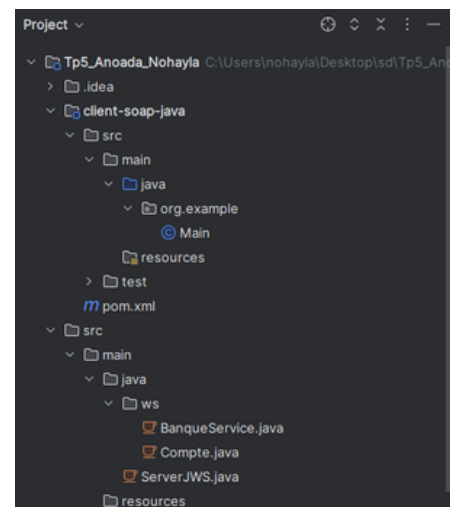 Project
Tp5_Anoada_Nohayla C:\Users\nohayla\Desktop\sd\Tp5_Ano
.idea
client-soap-java
src
main
java
org.example
Main
resources
test
pom.xml
src
main
java
ws
BanqueService.java
Compte.java
ServerJWS.java
resources